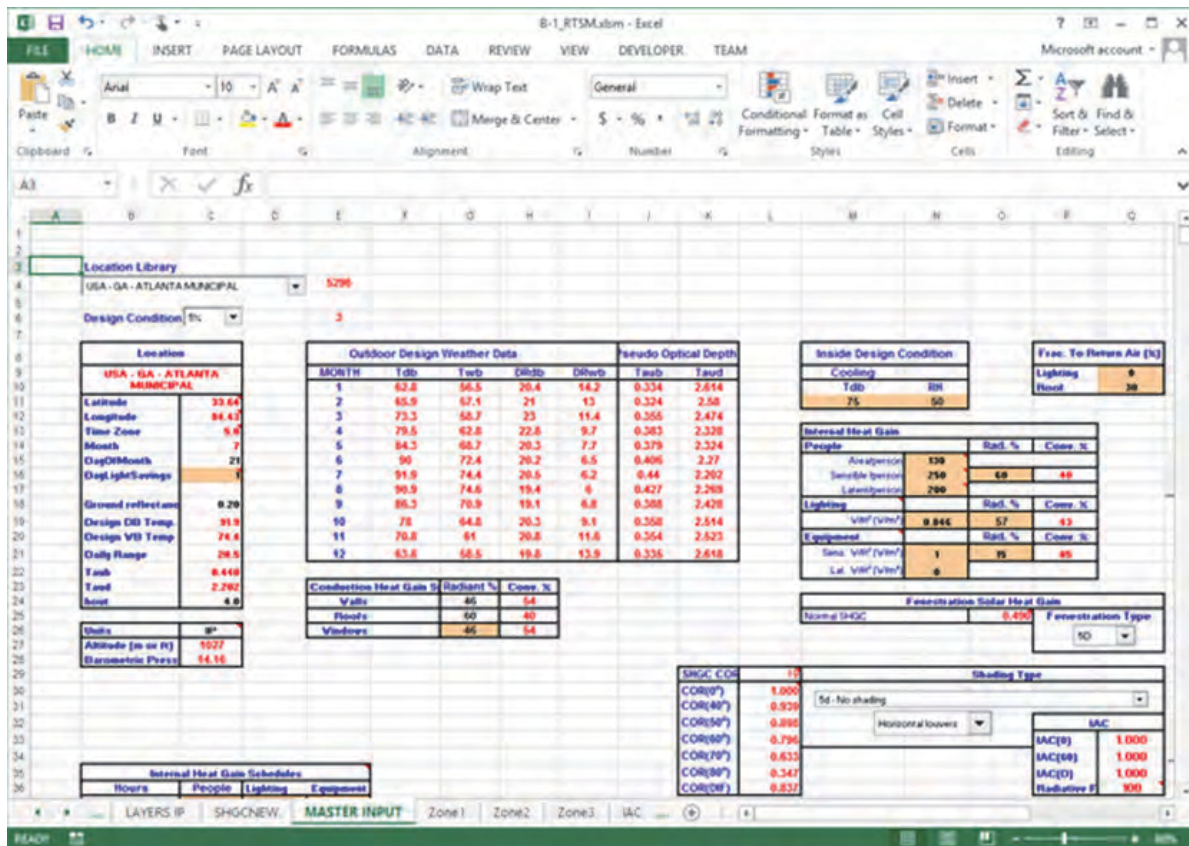 B-1_RTSM.xlsm - Excel
FILE HOME INSERT PAGE LAYOUT FORMULAS DATA REVIEW VIEW DEVELOPER TEAM Microsoft account
Paste
Arial 10
Wrap Text
Merge & Center
General
Conditional Formatting
Format as Table
Cell Styles
Insert
Delete
Format
Sort & Filter
Find & Select
Clipboard Font Alignment Number Styles Cells Editing
A3
fx
A B C D E F G H I J K L M N O P Q
Location Library
USA - GA - ATLANTA MUNICIPAL 5296
Design Condition 5% 3
Location
USA - GA - ATLANTA
MUNICIPAL
Latitude 33.64
Longitude 84.43
Time Zone
Month 7
DayOfMonth 21
DayLightSavings 1
Ground reflectanc 0.20
Design DB Temp 91.9
Design WB Temp 74.4
Daily Range 20.5
Taub 0.440
Taud 2.202
hout 4.0
Units IP
Altitude (m or ft) 1027
Barometric Press 14.16
Outdoor Design Weather Data Pseudo Optical Depth
MONTH Tdb Twb DRdb DRwb Taub Taud
1 62.8 56.5 20.4 14.2 0.334 2.614
2 65.9 57.1 21 13 0.324 2.58
3 73.3 58.7 23 11.4 0.355 2.474
4 79.5 62.8 22.8 9.7 0.383 2.328
5 84.3 68.7 20.3 7.7 0.379 2.324
6 90 72.4 20.2 6.5 0.406 2.27
7 91.9 74.4 20.5 6.2 0.44 2.202
8 90.9 74.6 19.4 6 0.427 2.269
9 86.3 70.9 19.1 6.8 0.388 2.428
10 78 64.8 20.3 9.1 0.358 2.514
11 70.8 61 20.8 11.6 0.354 2.523
12 63.8 58.5 19.8 13.9 0.335 2.618
Conduction Heat Gain S Radiant % Conv. %
Walls 46 54
Roofs 60 40
Windows 46 54
Inside Design Condition
Cooling
Tdb RH
75 50
Frac. To Return Air (%)
Lighting 0
Roof 30
Internal Heat Gain
People Rad. % Conv. %
Area/person 130
Sensible /person 250 60 40
Latent/person 200
Lighting Rad. % Conv. %
W/ft² (W/m²) 0.846 57 43
Equipment Rad. % Conv. %
Sens. W/ft² (W/m²) 1 15 85
Lat. W/ft² (W/m²) 0
Fenestration Solar Heat Gain
Normal SHGC 0.490 Fenestration Type
5D
SHGC COR Shading Type
COR(0°) 1.000
COR(40°) 0.939
COR(50°) 0.898
COR(60°) 0.796
COR(70°) 0.633
COR(80°) 0.347
COR(DIF) 0.837
5d - No shading
Horizontal louvers
IAC
IAC(0) 1.000
IAC(60) 1.000
IAC(D) 1.000
Radiative F 100
Internal Heat Gain Schedules
Hours People Lighting Equipment
LAYERS IP SHGCNEW MASTER INPUT Zone1 Zone2 Zone3 IAC
READY 80%